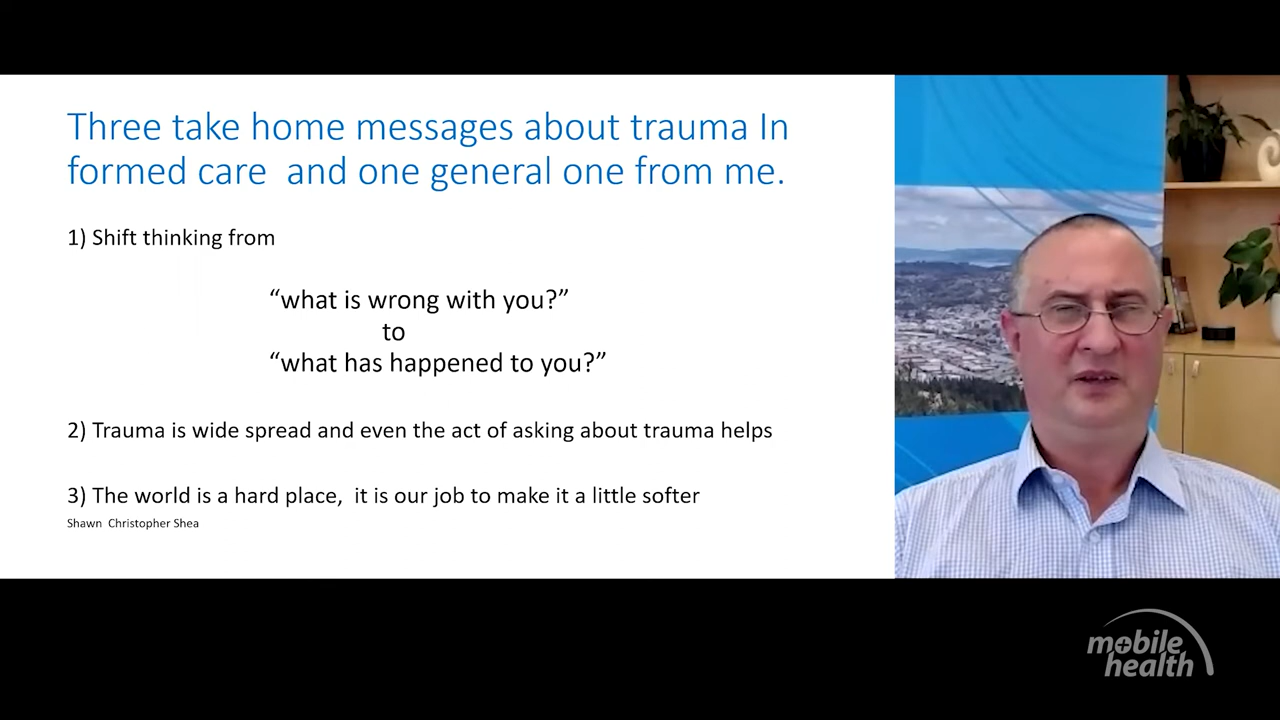 Three take home messages about trauma In
formed care  and one general one from me.
1) Shift thinking from
“what is wrong with you?”
to
“what has happened to you?”
2) Trauma is wide spread and even the act of asking about trauma helps
3) The world is a hard place,  it is our job to make it a little softer
Shawn  Christopher Shea
mobile
health